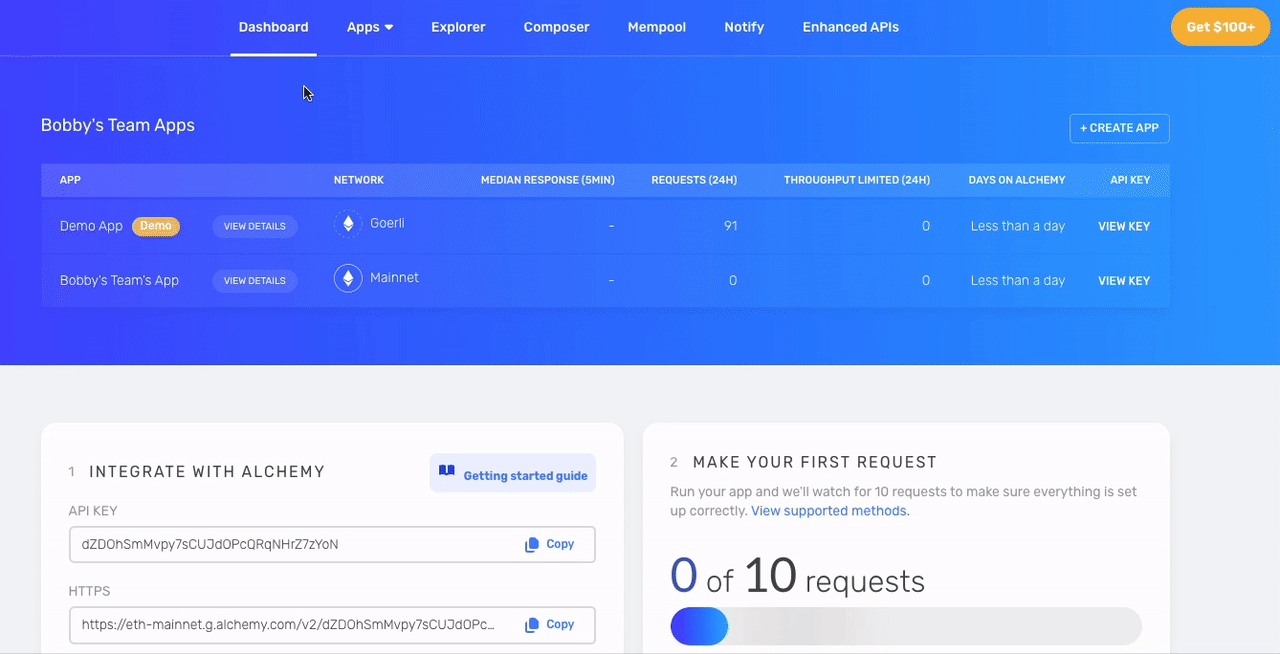 Dashboard Apps Explorer Composer Mempool Notify Enhanced APIs Get $100+
Bobby's Team Apps
+ CREATE APP
APP NETWORK MEDIAN RESPONSE (5MIN) REQUESTS (24H) THROUGHPUT LIMITED (24H) DAYS ON ALCHEMY API KEY
Demo App Demo VIEW DETAILS Goerli - 91 0 Less than a day VIEW KEY
Bobby's Team's App VIEW DETAILS Mainnet - 0 0 Less than a day VIEW KEY
1 INTEGRATE WITH ALCHEMY
Getting started guide
API KEY
dZDOhSmMvpy7sCUJdOPcQRqNHrZ7zYoN Copy
HTTPS
https://eth-mainnet.g.alchemy.com/v2/dZDOhSmMvpy7sCUJdOPc... Copy
2 MAKE YOUR FIRST REQUEST
Run your app and we'll watch for 10 requests to make sure everything is set
up correctly. View supported methods.
0 of 10 requests